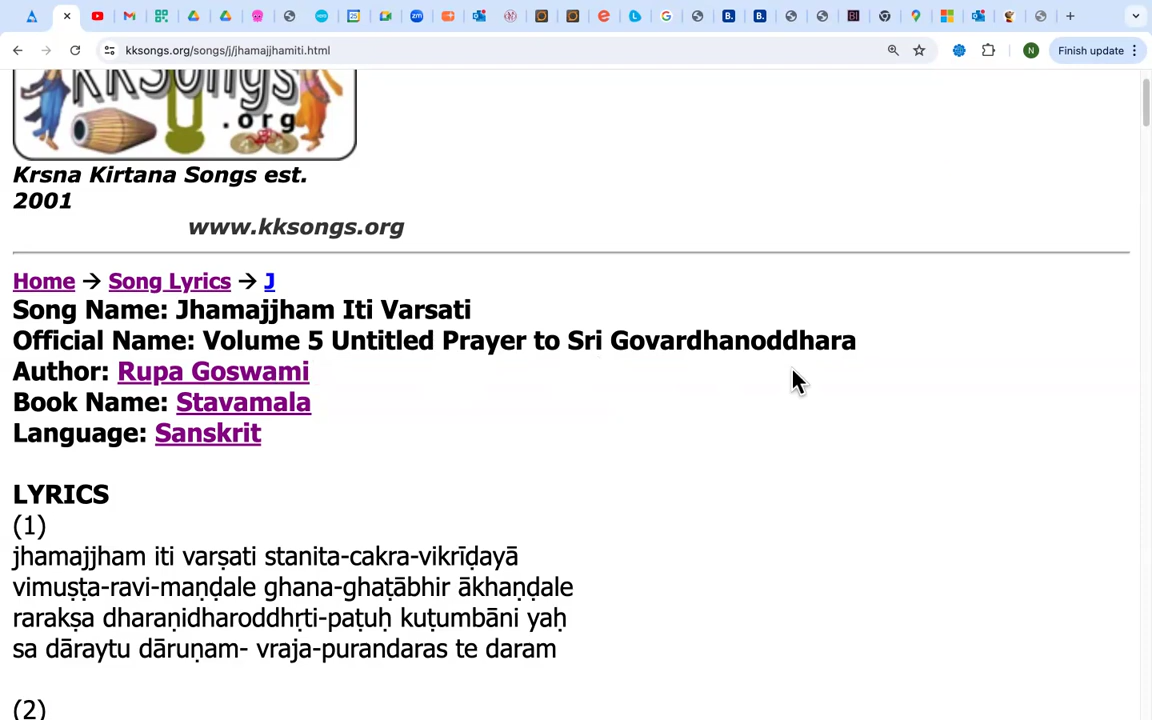 kksongs.org/songs/j/jhamajjhamiti.html
N
Finish update
KKSongs
.org
Krsna Kirtana Songs est.
2001
www.kksongs.org
Home → Song Lyrics → J
Song Name: Jhamajjham Iti Varsati
Official Name: Volume 5 Untitled Prayer to Sri Govardhanoddhara
Author: Rupa Goswami
Book Name: Stavamala
Language: Sanskrit
LYRICS
(1)
jhamajjham iti varṣati stanita-cakra-vikrīḍayā
vimuṣṭa-ravi-maṇḍale ghana-ghaṭābhir ākhaṇḍale
rarakṣa dharaṇidharoddhṛti-paṭuḥ kuṭumbāni yaḥ
sa dāraytu dāruṇam- vraja-purandaras te daram
(2)